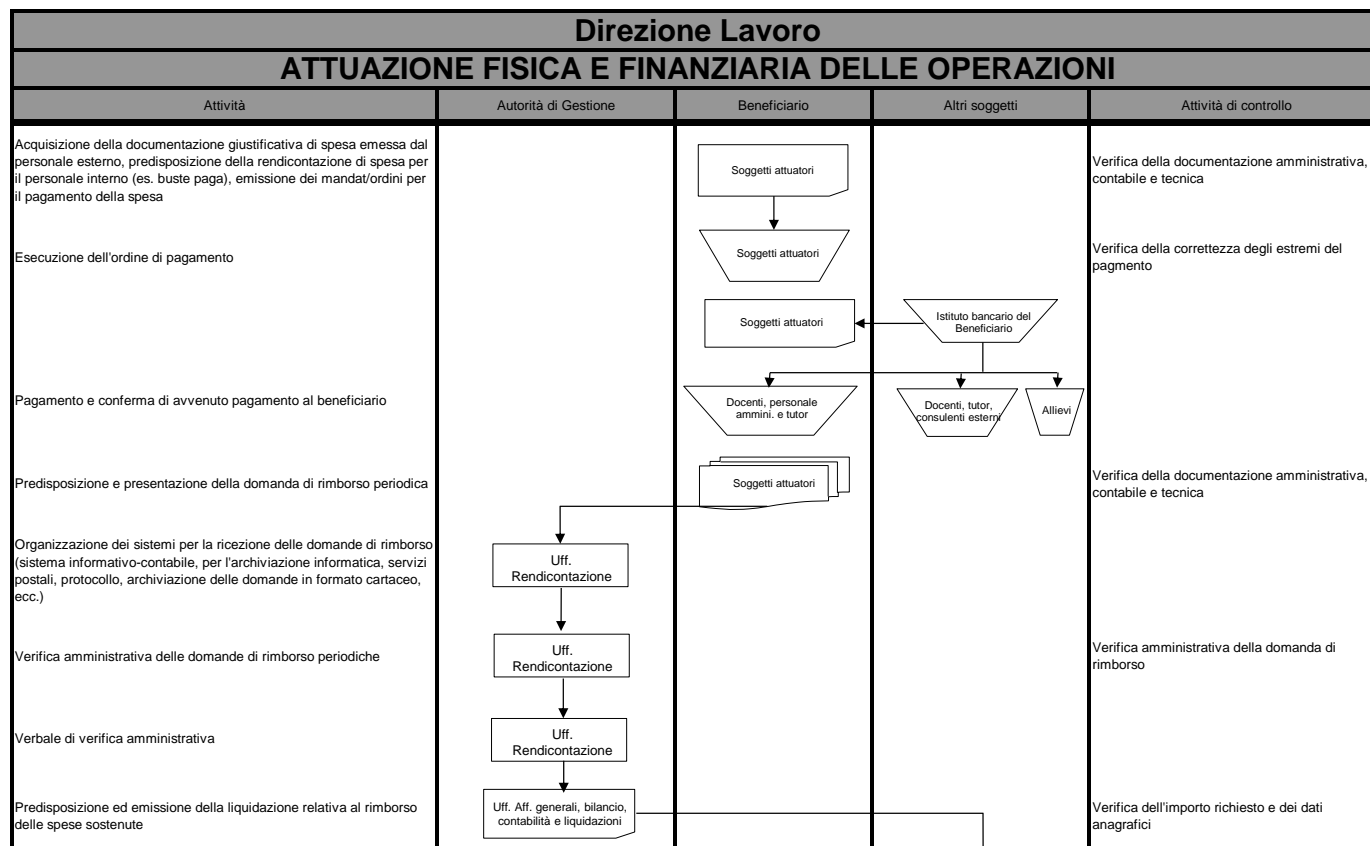 Direzione Lavoro
ATTUAZIONE FISICA E FINANZIARIA DELLE OPERAZIONI
Attività
Autorità di Gestione
Beneficiario
Altri soggetti
Attività di controllo
Acquisizione della documentazione giustificativa di spesa emessa dal
personale esterno, predisposizione della rendicontazione di spesa per
il personale interno (es. buste paga), emissione dei mandat/ordini per
il pagamento della spesa
Soggetti attuatori
Verifica della documentazione amministrativa,
contabile e tecnica
Esecuzione dell'ordine di pagamento
Soggetti attuatori
Verifica della correttezza degli estremi del
pagmento
Soggetti attuatori
Istituto bancario del
Beneficiario
Pagamento e conferma di avvenuto pagamento al beneficiario
Docenti, personale
ammini. e tutor
Docenti, tutor,
consulenti esterni
Allievi
Predisposizione e presentazione della domanda di rimborso periodica
Soggetti attuatori
Verifica della documentazione amministrativa,
contabile e tecnica
Organizzazione dei sistemi per la ricezione delle domande di rimborso
(sistema informativo-contabile, per l'archiviazione informatica, servizi
postali, protocollo, archiviazione delle domande in formato cartaceo,
ecc.)
Uff.
Rendicontazione
Verifica amministrativa delle domande di rimborso periodiche
Uff.
Rendicontazione
Verifica amministrativa della domanda di
rimborso
Verbale di verifica amministrativa
Uff.
Rendicontazione
Predisposizione ed emissione della liquidazione relativa al rimborso
delle spese sostenute
Uff. Aff. generali, bilancio,
contabilità e liquidazioni
Verifica dell'importo richiesto e dei dati
anagrafici